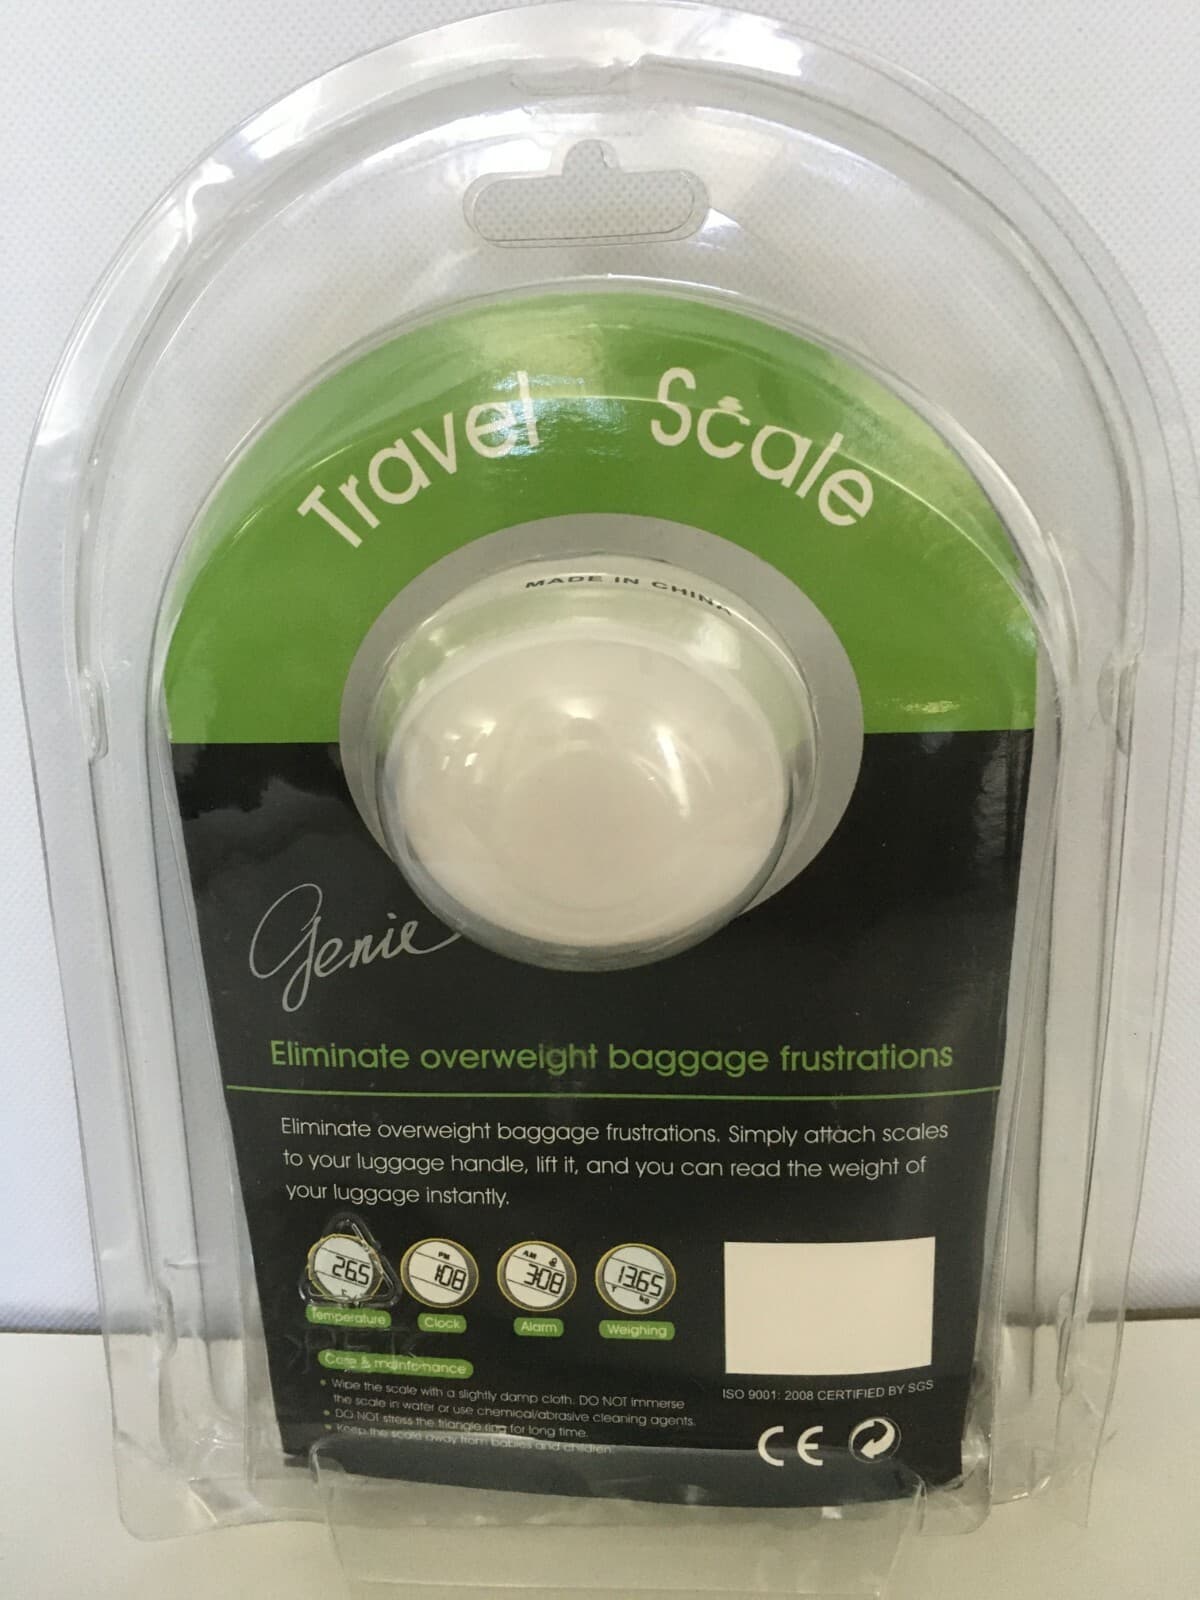 Travel Scale
MADE IN CHINA
Genie
Eliminate overweight baggage frustrations
Eliminate overweight baggage frustrations. Simply attach scales
to your luggage handle, lift it, and you can read the weight of
your luggage instantly.
26.5
PM
1:08
AM
3:08
13.65
kg
Temperature
Clock
Alarm
Weighing
Care & maintenance
• Wipe the scale with a slightly damp cloth. DO NOT immerse
the scale in water or use chemical/abrasive cleaning agents.
• DO NOT stress the triangle ring for long time.
• Keep the scale away from babies and children.
ISO 9001: 2008 CERTIFIED BY SGS
CE